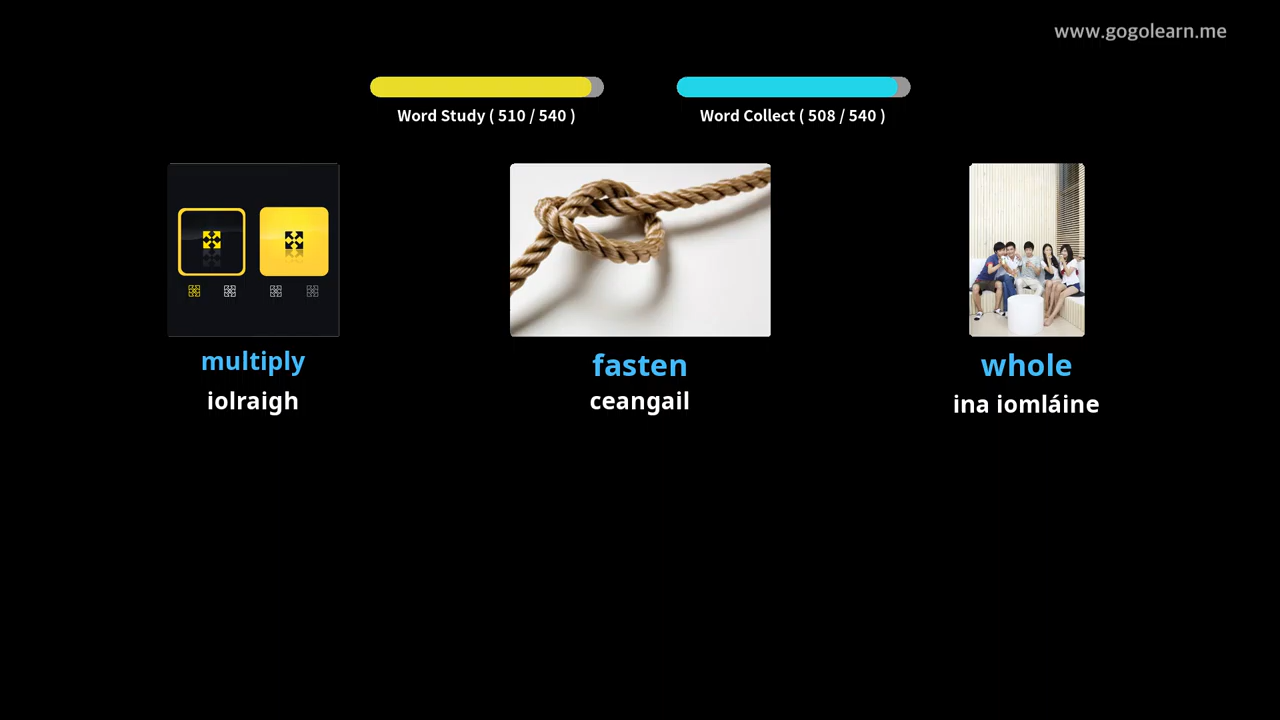 www.gogolearn.me
Word Study ( 510 / 540 )
Word Collect ( 508 / 540 )
multiply
fasten
whole
iolraigh
ceangail
ina iomláine